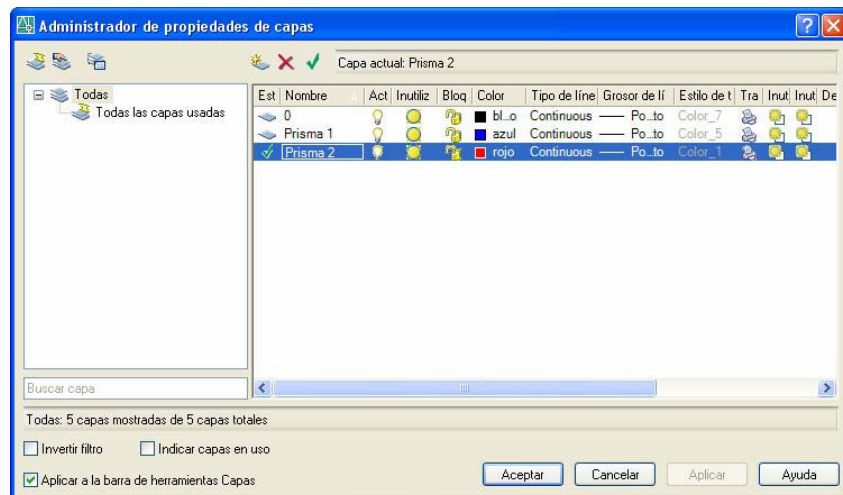 Administrador de propiedades de capas
Capa actual: Prisma 2
Todas
Todas las capas usadas
Est Nombre Act Inutiliz Bloq Color Tipo de líne Grosor de lí Estilo de t Tra Inut Inut De
0 bl...o Continuous Po...to Color_7
Prisma 1 azul Continuous Po...to Color_5
Prisma 2 rojo Continuous Po...to Color_1
Buscar capa
Todas: 5 capas mostradas de 5 capas totales
Invertir filtro Indicar capas en uso
Aplicar a la barra de herramientas Capas
Aceptar Cancelar Aplicar Ayuda